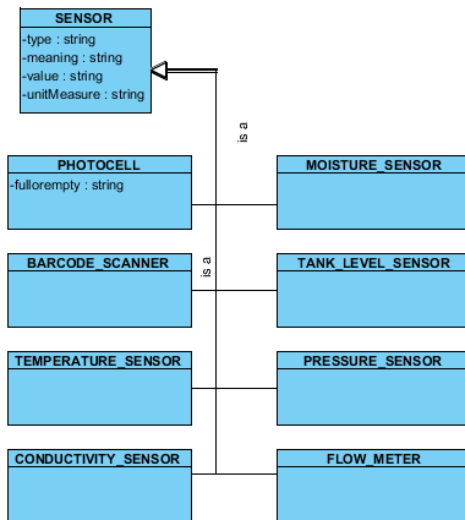 SENSOR
-type : string
-meaning : string
-value : string
-unitMeasure : string
is a
PHOTOCELL
-fullorempty : string
MOISTURE_SENSOR
is a
BARCODE_SCANNER
TANK_LEVEL_SENSOR
TEMPERATURE_SENSOR
PRESSURE_SENSOR
CONDUCTIVITY_SENSOR
FLOW_METER